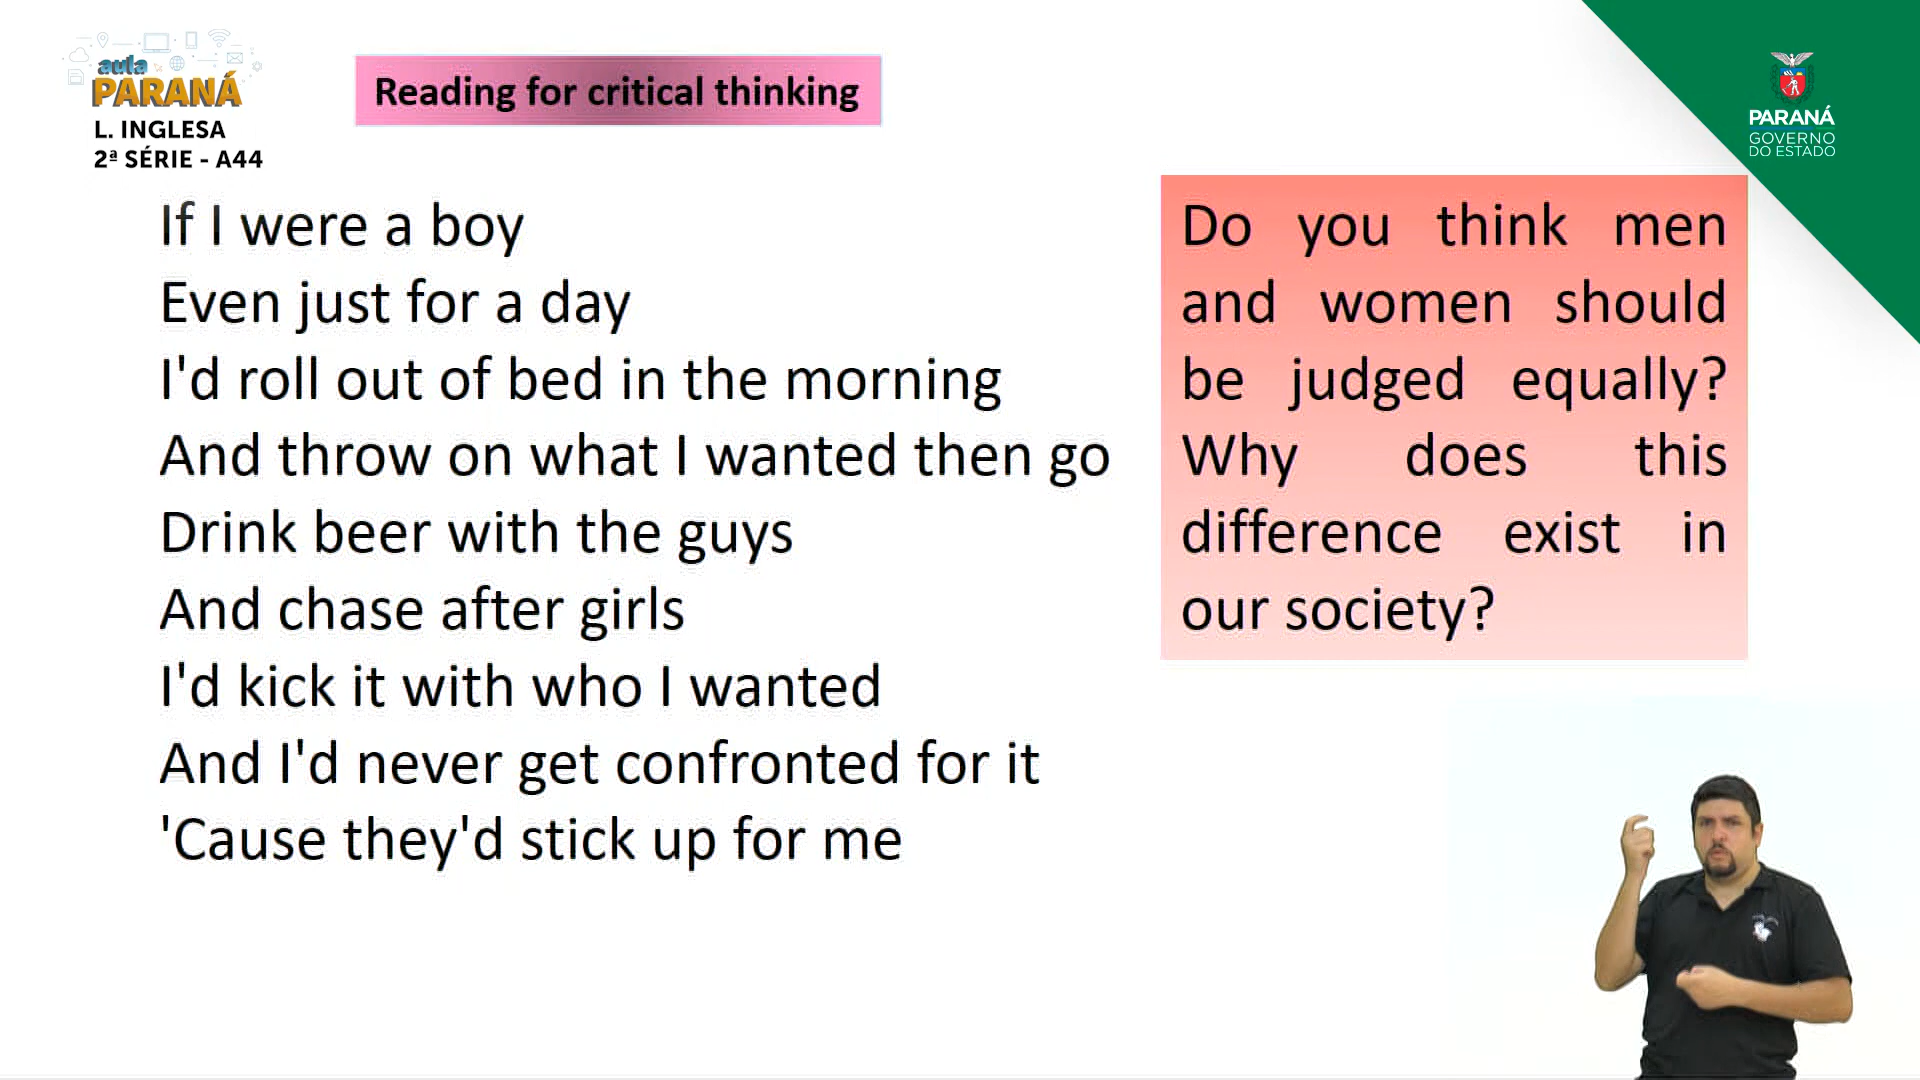 aula
PARANÁ
L. INGLESA
2ª SÉRIE - A44
Reading for critical thinking
PARANÁ
GOVERNO
DO ESTADO
If I were a boy
Even just for a day
I'd roll out of bed in the morning
And throw on what I wanted then go
Drink beer with the guys
And chase after girls
I'd kick it with who I wanted
And I'd never get confronted for it
'Cause they'd stick up for me
Do you think men
and women should
be judged equally?
Why does this
difference exist in
our society?